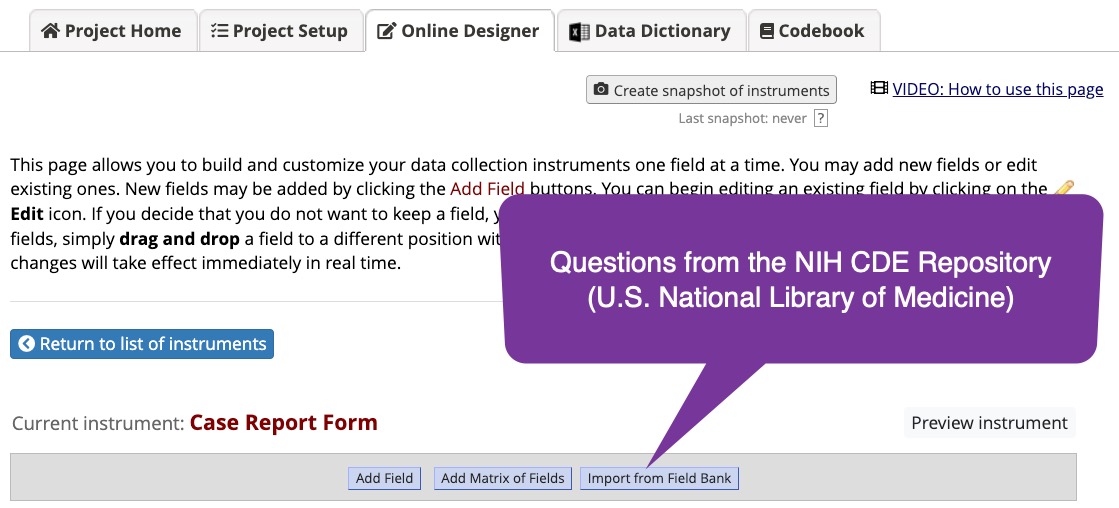 Project Home
Project Setup
Online Designer
Data Dictionary
Codebook
Create snapshot of instruments
VIDEO: How to use this page
Last snapshot: never ?
This page allows you to build and customize your data collection instruments one field at a time. You may add new fields or edit
existing ones. New fields may be added by clicking the Add Field buttons. You can begin editing an existing field by clicking on the
Edit icon. If you decide that you do not want to keep a field,
fields, simply drag and drop a field to a different position
changes will take effect immediately in real time.
Questions from the NIH CDE Repository
(U.S. National Library of Medicine)
Return to list of instruments
Current instrument: Case Report Form
Preview instrument
Add Field
Add Matrix of Fields
Import from Field Bank